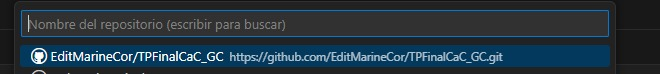 Nombre del repositorio (escribir para buscar)
EditMarineCor/TPFinalCaC_GC https://github.com/EditMarineCor/TPFinalCaC_GC.git